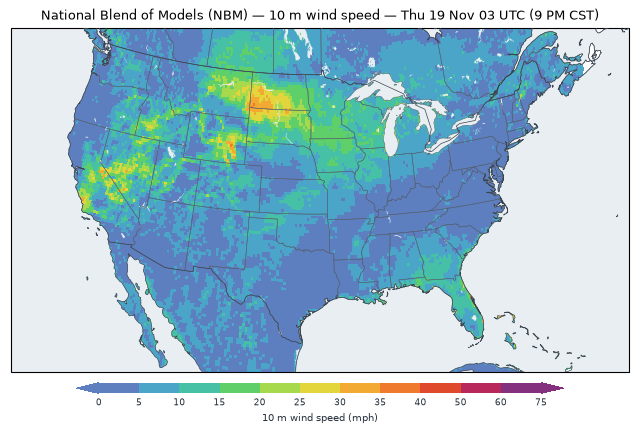 National Blend of Models (NBM) — 10 m wind speed — Thu 19 Nov 03 UTC (9 PM CST)
0 5 10 15 20 25 30 35 40 50 60 75
10 m wind speed (mph)